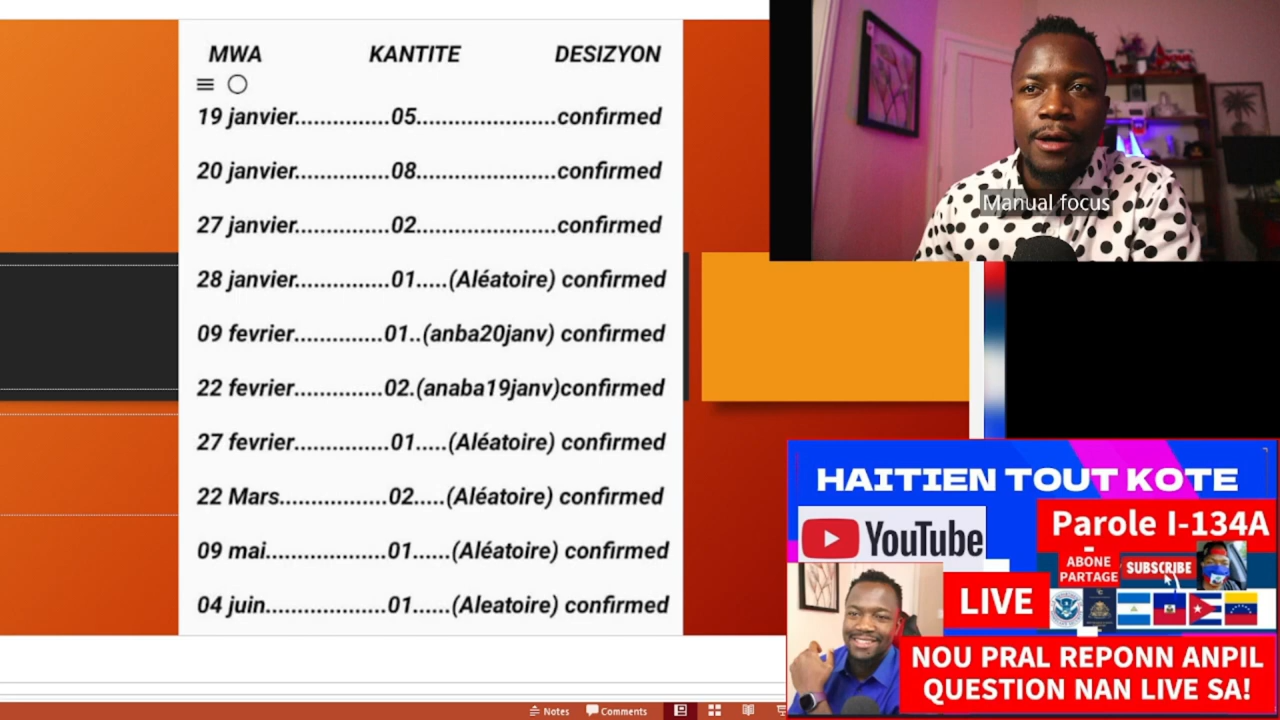 MWA KANTITE DESIZYON
19 janvier..............05.....................confirmed
20 janvier..............08.....................confirmed
27 janvier..............02.....................confirmed
28 janvier..............01.....(Aléatoire) confirmed
09 fevrier.............01..(anba20janv) confirmed
22 fevrier.............02.(anaba19janv)confirmed
27 fevrier.............01.....(Aléatoire) confirmed
22 Mars................02.....(Aléatoire) confirmed
09 mai..................01......(Aléatoire) confirmed
04 juin..................01......(Aleatoire) confirmed
Manual focus
HAITIEN TOUT KOTE
YouTube
Parole I-134A
ABONE
PARTAGE
SUBSCRIBE
LIVE
NOU PRAL REPONN ANPIL
QUESTION NAN LIVE SA!
Notes Comments